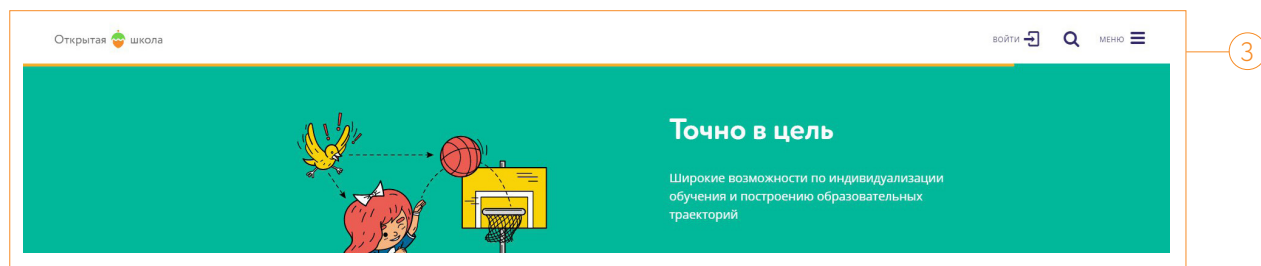 Открытая школа
войти
меню
3
Точно в цель
Широкие возможности по индивидуализации
обучения и построению образовательных
траекторий